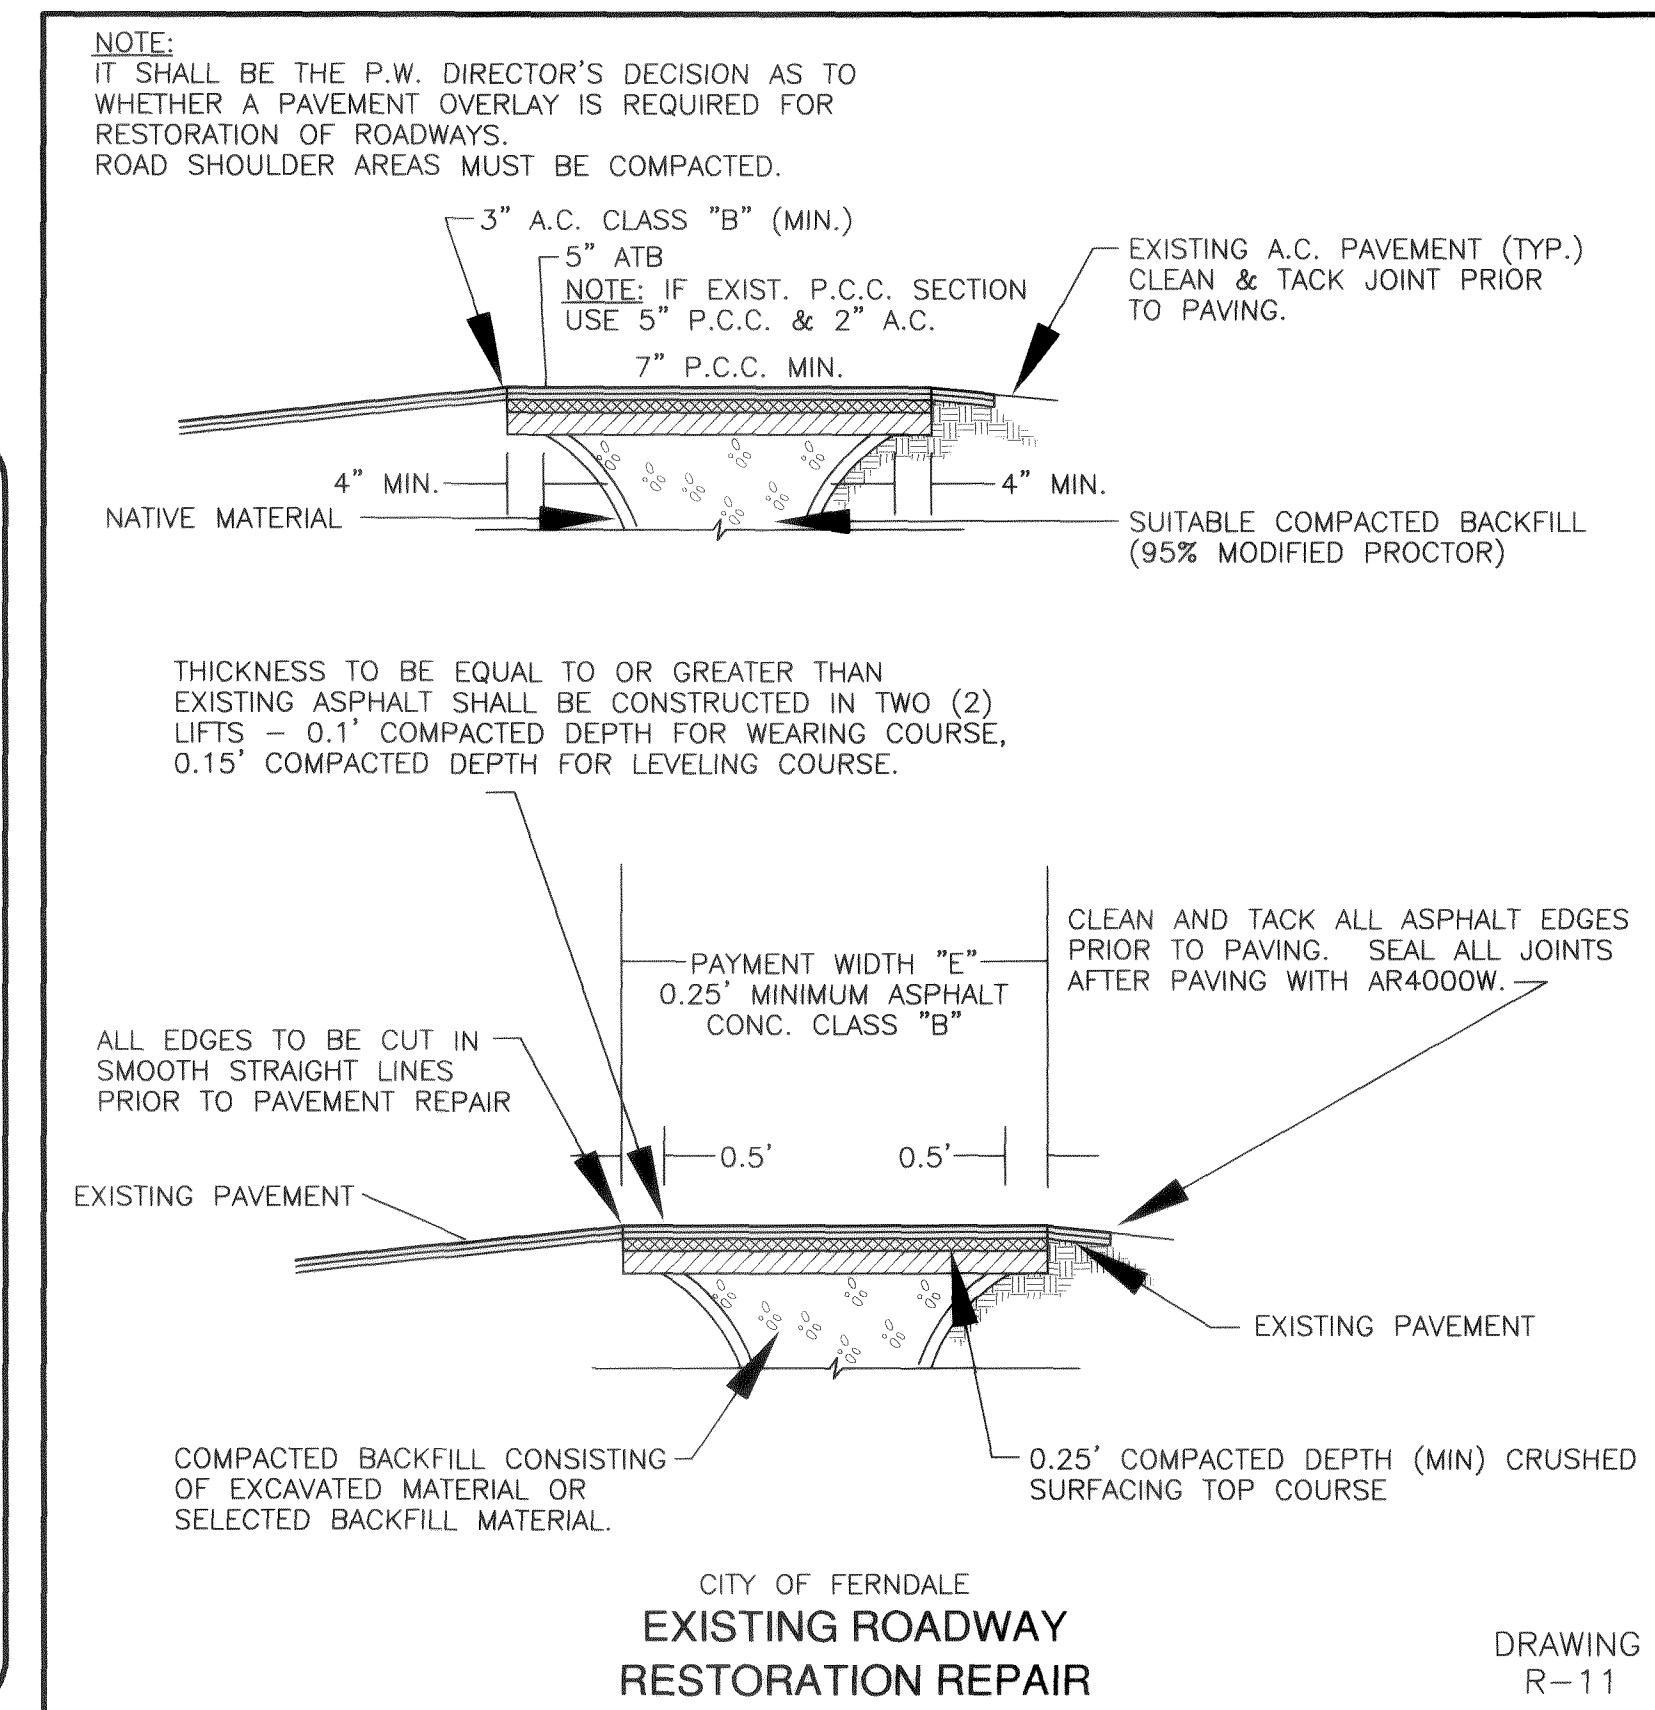 NOTE:
IT SHALL BE THE P.W. DIRECTOR'S DECISION AS TO
WHETHER A PAVEMENT OVERLAY IS REQUIRED FOR
RESTORATION OF ROADWAYS.
ROAD SHOULDER AREAS MUST BE COMPACTED.
3" A.C. CLASS "B" (MIN.)
5" ATB
NOTE: IF EXIST. P.C.C. SECTION
USE 5" P.C.C. & 2" A.C.
7" P.C.C. MIN.
EXISTING A.C. PAVEMENT (TYP.)
CLEAN & TACK JOINT PRIOR
TO PAVING.
4" MIN.
4" MIN.
NATIVE MATERIAL
SUITABLE COMPACTED BACKFILL
(95% MODIFIED PROCTOR)
THICKNESS TO BE EQUAL TO OR GREATER THAN
EXISTING ASPHALT SHALL BE CONSTRUCTED IN TWO (2)
LIFTS – 0.1' COMPACTED DEPTH FOR WEARING COURSE,
0.15' COMPACTED DEPTH FOR LEVELING COURSE.
CLEAN AND TACK ALL ASPHALT EDGES
PRIOR TO PAVING. SEAL ALL JOINTS
AFTER PAVING WITH AR4000W.
PAYMENT WIDTH "E"
0.25' MINIMUM ASPHALT
CONC. CLASS "B"
ALL EDGES TO BE CUT IN
SMOOTH STRAIGHT LINES
PRIOR TO PAVEMENT REPAIR
0.5'
0.5'
EXISTING PAVEMENT
EXISTING PAVEMENT
COMPACTED BACKFILL CONSISTING
OF EXCAVATED MATERIAL OR
SELECTED BACKFILL MATERIAL.
0.25' COMPACTED DEPTH (MIN) CRUSHED
SURFACING TOP COURSE
CITY OF FERNDALE
EXISTING ROADWAY
RESTORATION REPAIR
DRAWING
R–11